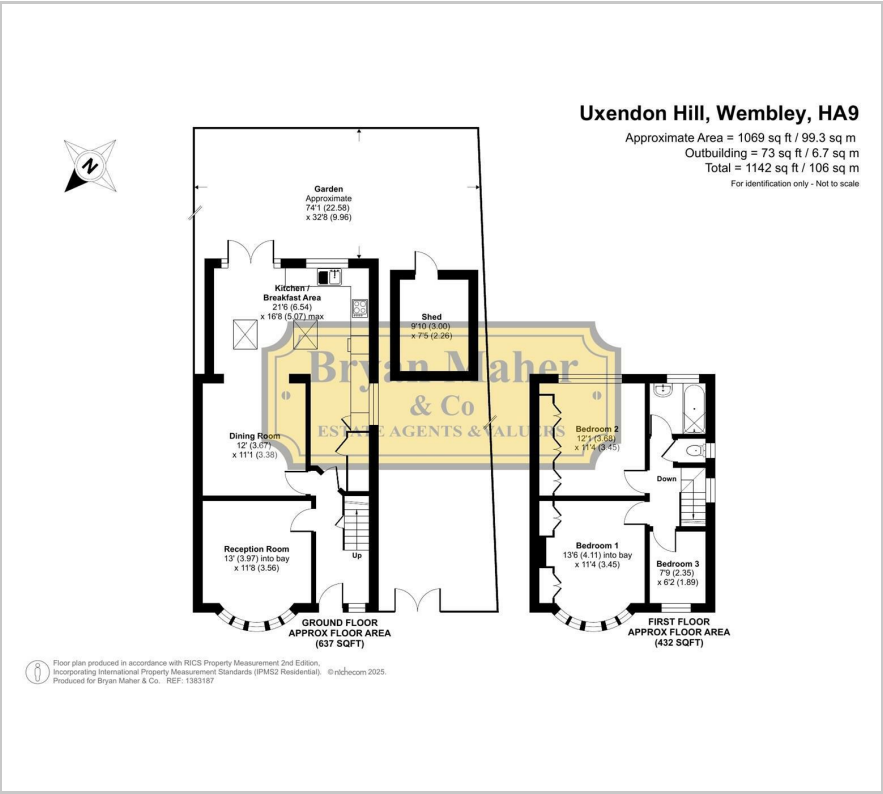 Uxendon Hill, Wembley, HA9
Approximate Area = 1069 sq ft / 99.3 sq m
Outbuilding = 73 sq ft / 6.7 sq m
Total = 1142 sq ft / 106 sq m
For identification only - Not to scale
N
Garden
Approximate
74'1 (22.58)
x 32'8 (9.96)
Kitchen /
Breakfast Area
21'6 (6.54)
x 16'8 (5.07) max
Shed
9'10 (3.00)
x 7'5 (2.26)
Bryan Maher
& Co
ESTATE AGENTS & VALUERS
Dining Room
12' (3.67)
x 11'1 (3.38)
Bedroom 2
12'1 (3.68)
x 11'4 (3.45)
Down
Reception Room
13' (3.97) into bay
x 11'8 (3.56)
Up
Bedroom 1
13'6 (4.11) into bay
x 11'4 (3.45)
Bedroom 3
7'9 (2.35)
x 6'2 (1.89)
GROUND FLOOR
APPROX FLOOR AREA
(637 SQFT)
FIRST FLOOR
APPROX FLOOR AREA
(432 SQFT)
Floor plan produced in accordance with RICS Property Measurement 2nd Edition,
Incorporating International Property Measurement Standards (IPMS2 Residential). © ntchecom 2025.
Produced for Bryan Maher & Co. REF: 1383187